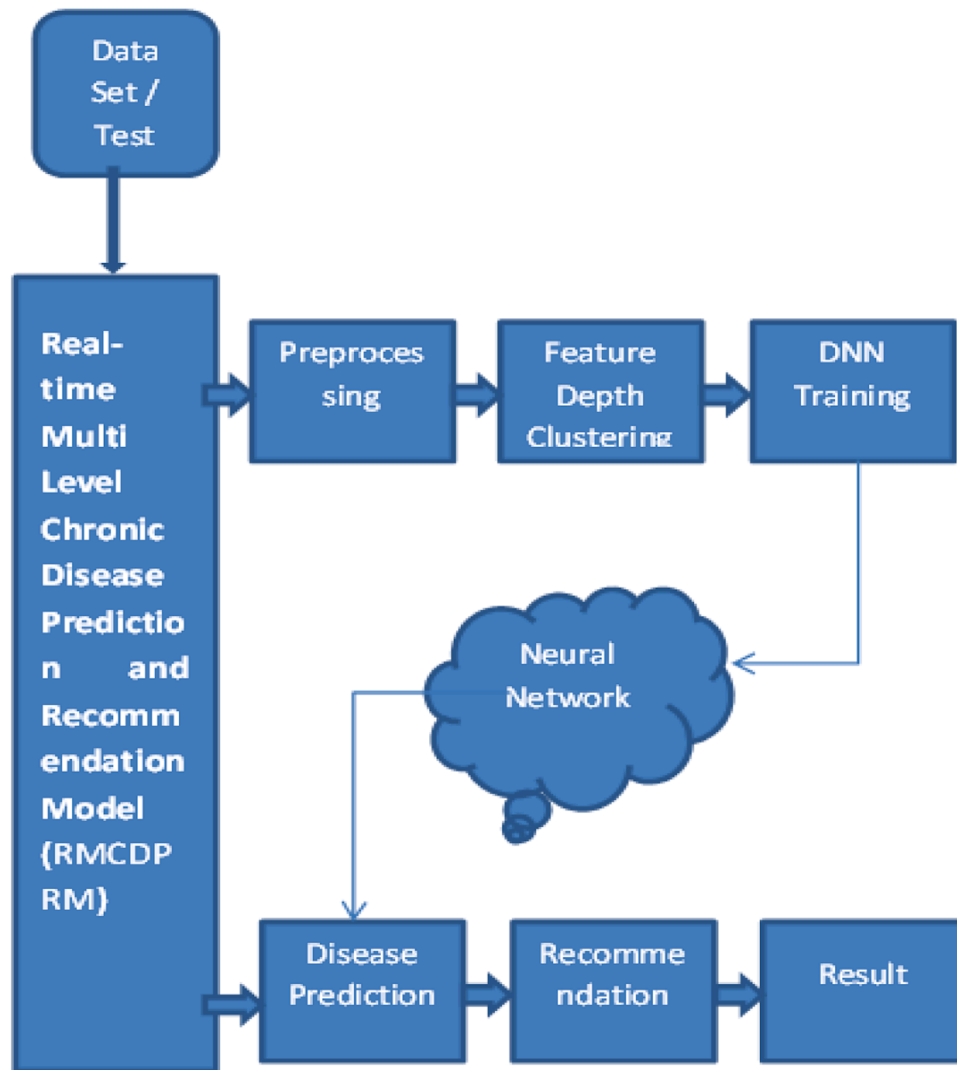 Data
Set /
Test
Real-
time
Multi
Level
Chronic
Disease
Predictio
n and
Recomm
endation
Model
(RMCDP
RM)
Preproces
sing
Feature
Depth
Clustering
DNN
Training
Neural
Network
Disease
Prediction
Recomme
ndation
Result